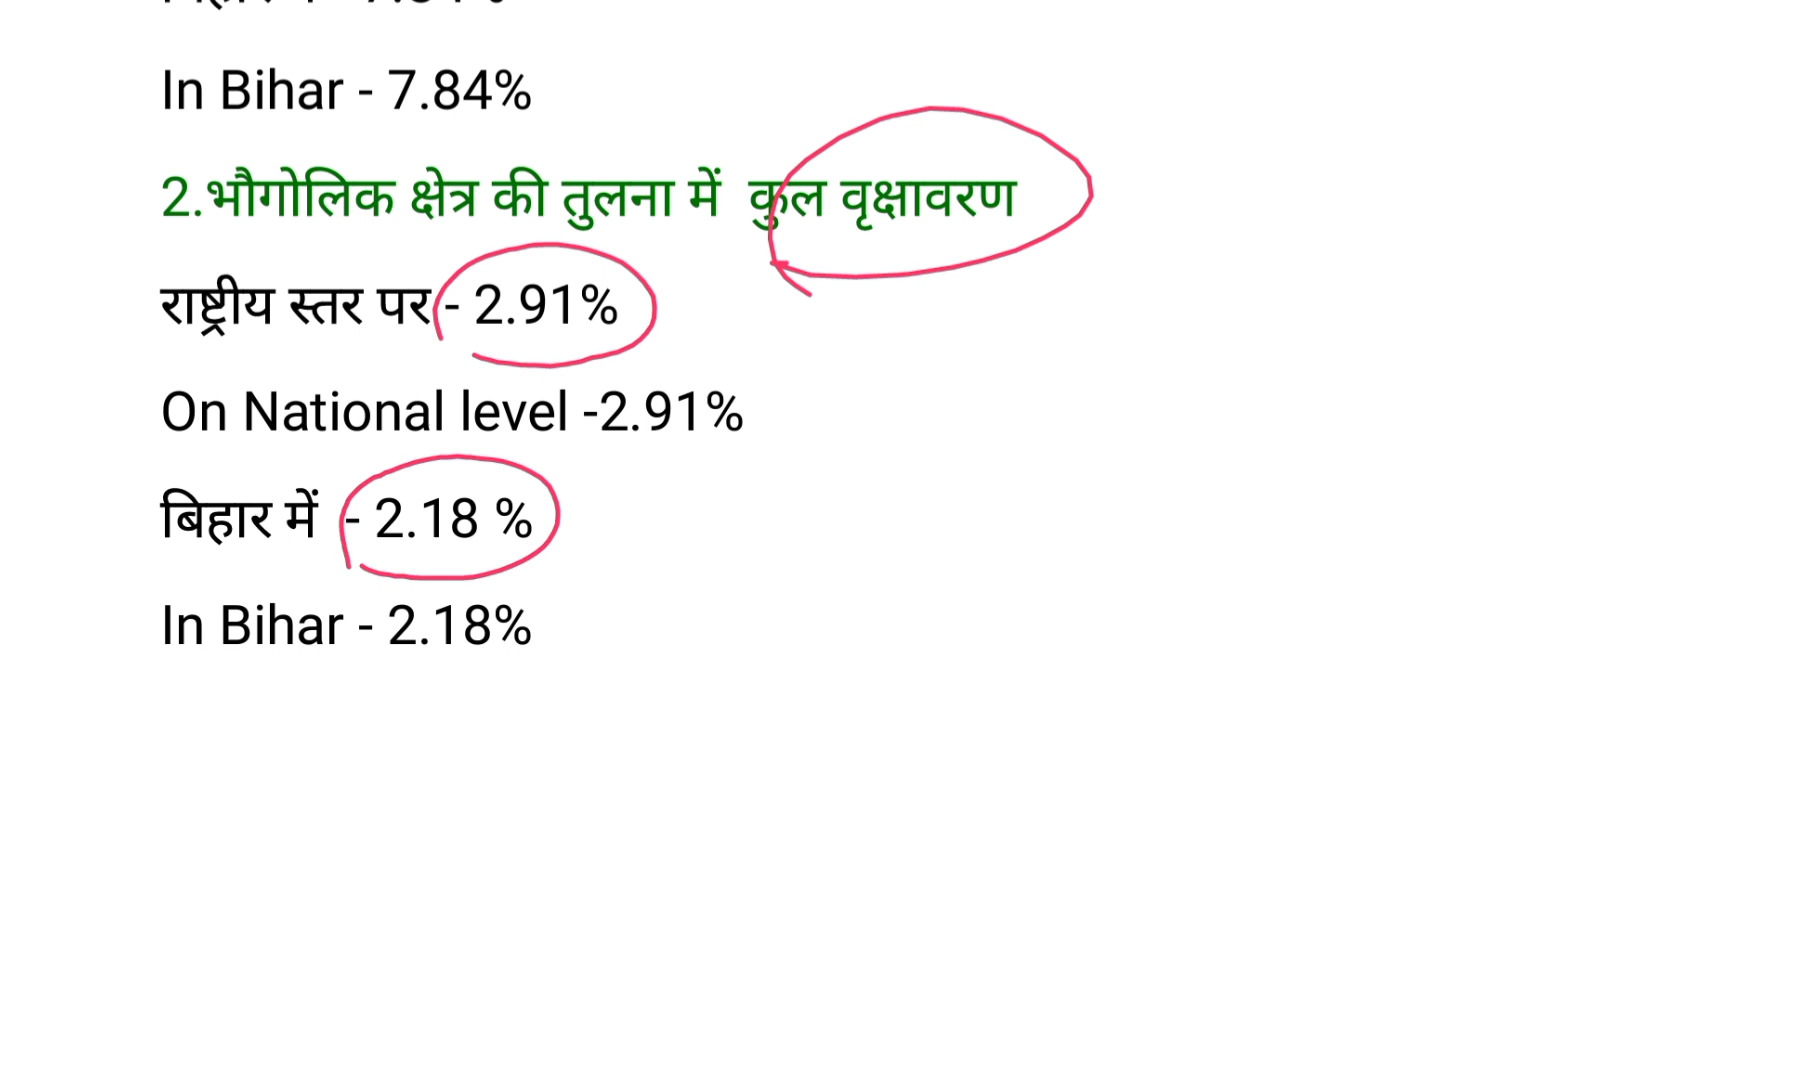 In Bihar - 7.84%
2.भौगोलिक क्षेत्र की तुलना में कुल वृक्षावरण
राष्ट्रीय स्तर पर - 2.91%
On National level -2.91%
बिहार में - 2.18 %
In Bihar - 2.18%